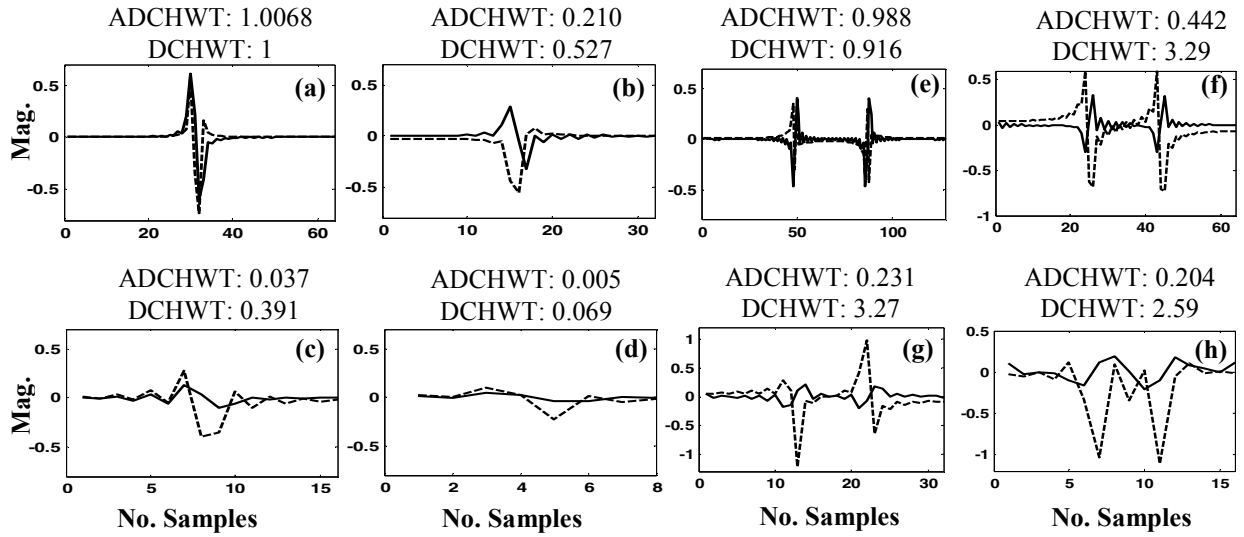 ADCHWT: 1.0068
DCHWT: 1
ADCHWT: 0.210
DCHWT: 0.527
ADCHWT: 0.988
DCHWT: 0.916
ADCHWT: 0.442
DCHWT: 3.29
Mag.
(a)
0.5
0
-0.5
0 20 40 60
(b)
0.5
0
-0.5
0 10 20 30
(e)
0.5
0
-0.5
0 50 100
(f)
0.5
0
-0.5
-1
0 20 40 60
ADCHWT: 0.037
DCHWT: 0.391
ADCHWT: 0.005
DCHWT: 0.069
ADCHWT: 0.231
DCHWT: 3.27
ADCHWT: 0.204
DCHWT: 2.59
Mag.
(c)
0.5
0
-0.5
0 5 10 15
(d)
0.5
0
-0.5
0 2 4 6 8
(g)
1
0.5
0
-0.5
-1
0 10 20 30
(h)
0.5
0
-0.5
-1
0 5 10 15
No. Samples
No. Samples
No. Samples
No. Samples